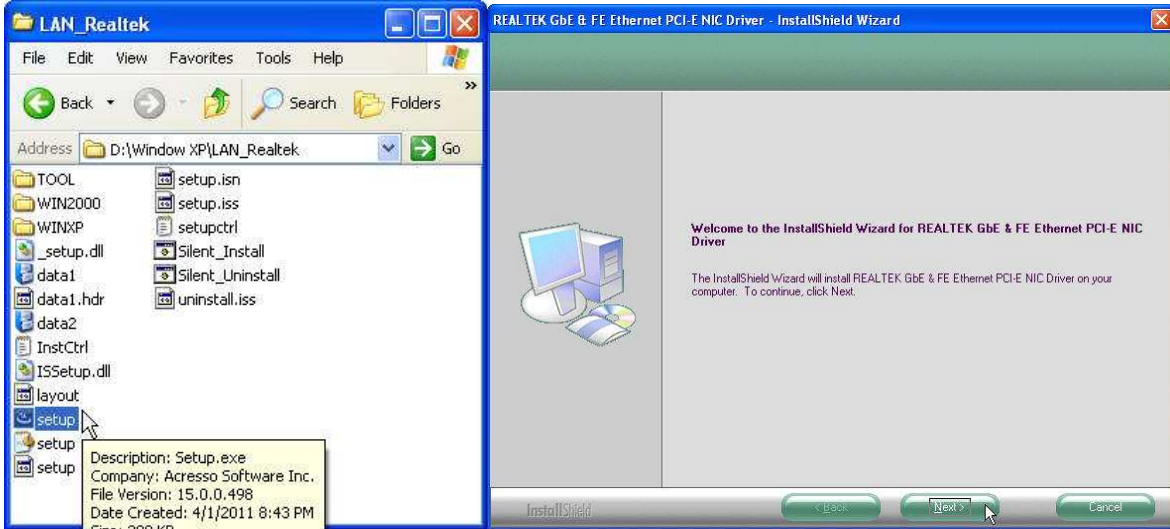 LAN_Realtek
File Edit View Favorites Tools Help
Back Search Folders »
Address D:\Window XP\LAN_Realtek Go
TOOL
WIN2000
WINXP
_setup.dll
data1
data1.hdr
data2
InstCtrl
ISSetup.dll
layout
setup
setup
setup
setup.isn
setup.iss
setupctrl
Silent_Install
Silent_Uninstall
uninstall.iss
Description: Setup.exe
Company: Acresso Software Inc.
File Version: 15.0.0.498
Date Created: 4/1/2011 8:43 PM
REALTEK GbE & FE Ethernet PCI-E NIC Driver - InstallShield Wizard
Welcome to the InstallShield Wizard for REALTEK GbE & FE Ethernet PCI-E NIC
Driver
The InstallShield Wizard will install REALTEK GbE & FE Ethernet PCI-E NIC Driver on your
computer. To continue, click Next.
InstallShield
< Back Next > Cancel